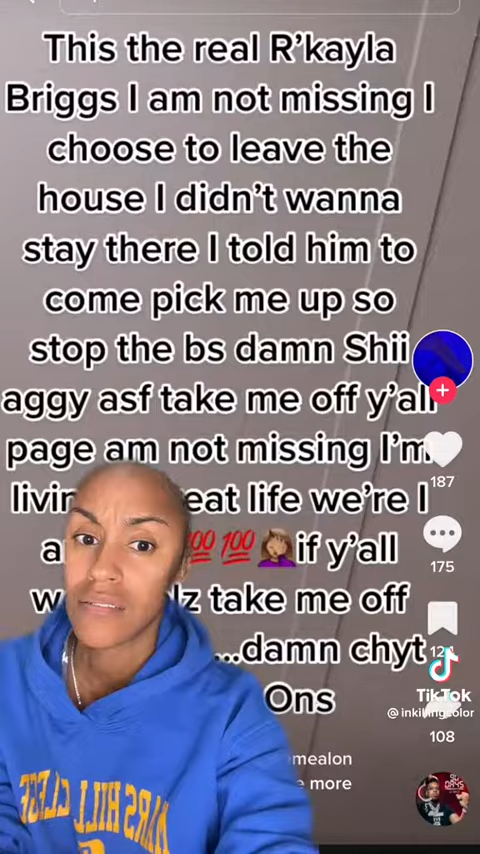 This the real R’kayla
Briggs I am not missing I
choose to leave the
house I didn’t wanna
stay there I told him to
come pick me up so
stop the bs damn Shii
aggy asf take me off y’all
page am not missing I’m
eat life we’re I
💯💯🤦🏽‍♀️if y’all
take me off
...damn chyt
Ons
187
175
TikTok
108
more
MARS HILL